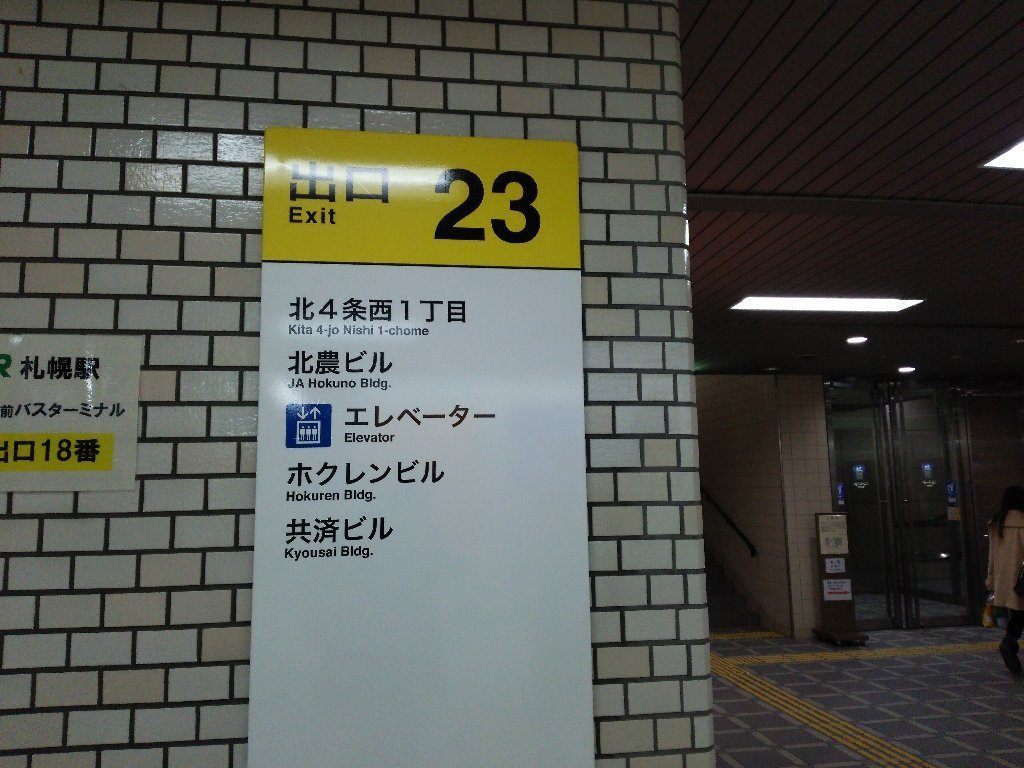 出口 23
Exit
北4条西1丁目
Kita 4-jo Nishi 1-chome
北農ビル
JA Hokuno Bldg.
エレベーター
Elevator
ホクレンビル
Hokuren Bldg.
共済ビル
Kyousai Bldg.
R 札幌駅
前バスターミナル
出口18番